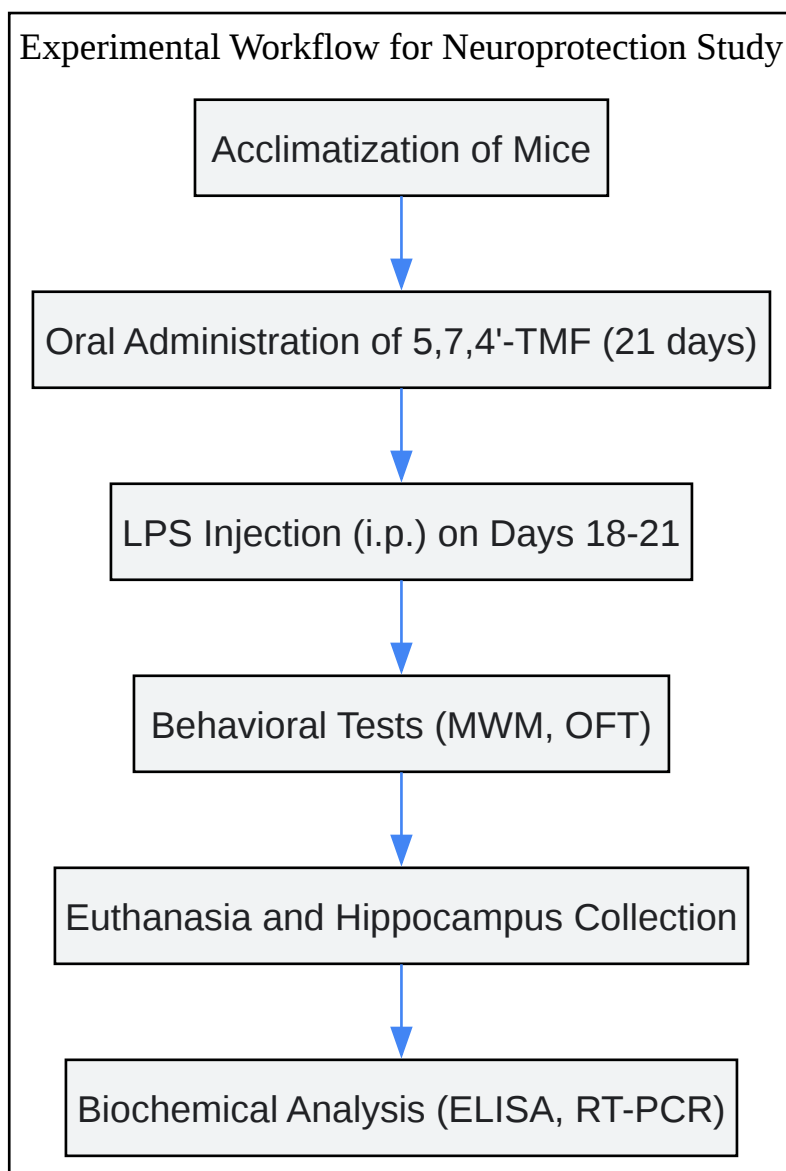 Experimental Workflow for Neuroprotection Study
Acclimatization of Mice
Oral Administration of 5,7,4'-TMF (21 days)
LPS Injection (i.p.) on Days 18-21
Behavioral Tests (MWM, OFT)
Euthanasia and Hippocampus Collection
Biochemical Analysis (ELISA, RT-PCR)